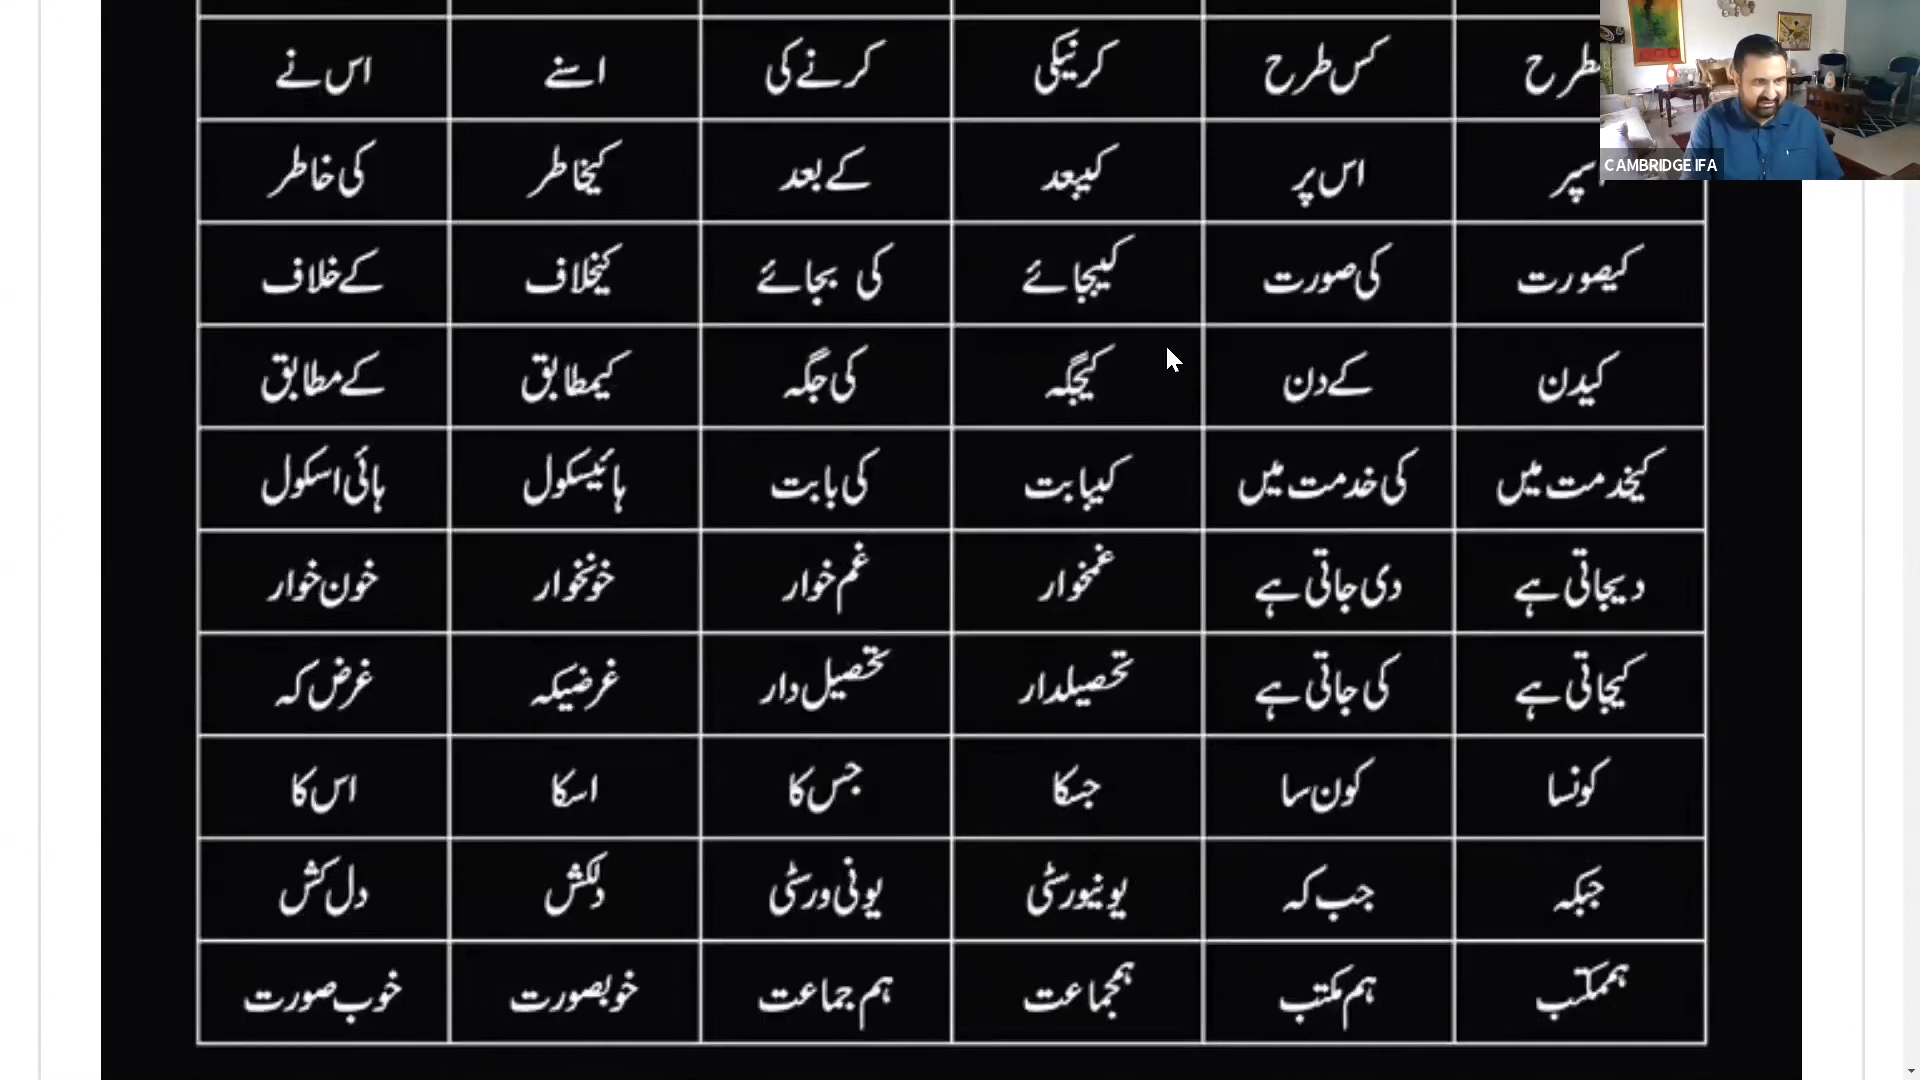 کس طرح کرنیکی کرنے کی اسنے اس نے
اس پر کیبعد کے بعد کیخاطر کی خاطر
کیصورت کی صورت کیبجائے کی بجائے کیخلاف کے خلاف
کیدن کے دن کیجگہ کی جگہ کیمطابق کے مطابق
کیخدمت میں کی خدمت میں کیبابت کی بابت ہائیسکول ہائی اسکول
دیجاتی ہے دی جاتی ہے غمخوار غم خوار خونخوار خون خوار
کیجاتی ہے کی جاتی ہے تحصیلدار تحصیل دار غرضیکہ غرض کہ
کونسا کون سا جسکا جس کا اسکا اس کا
جبکہ جب کہ یونیورسٹی یونی ورسٹی دلکش دل کش
ہممکتب ہم مکتب ہمجماعت ہم جماعت خوبصورت خوب صورت
CAMBRIDGE IFA